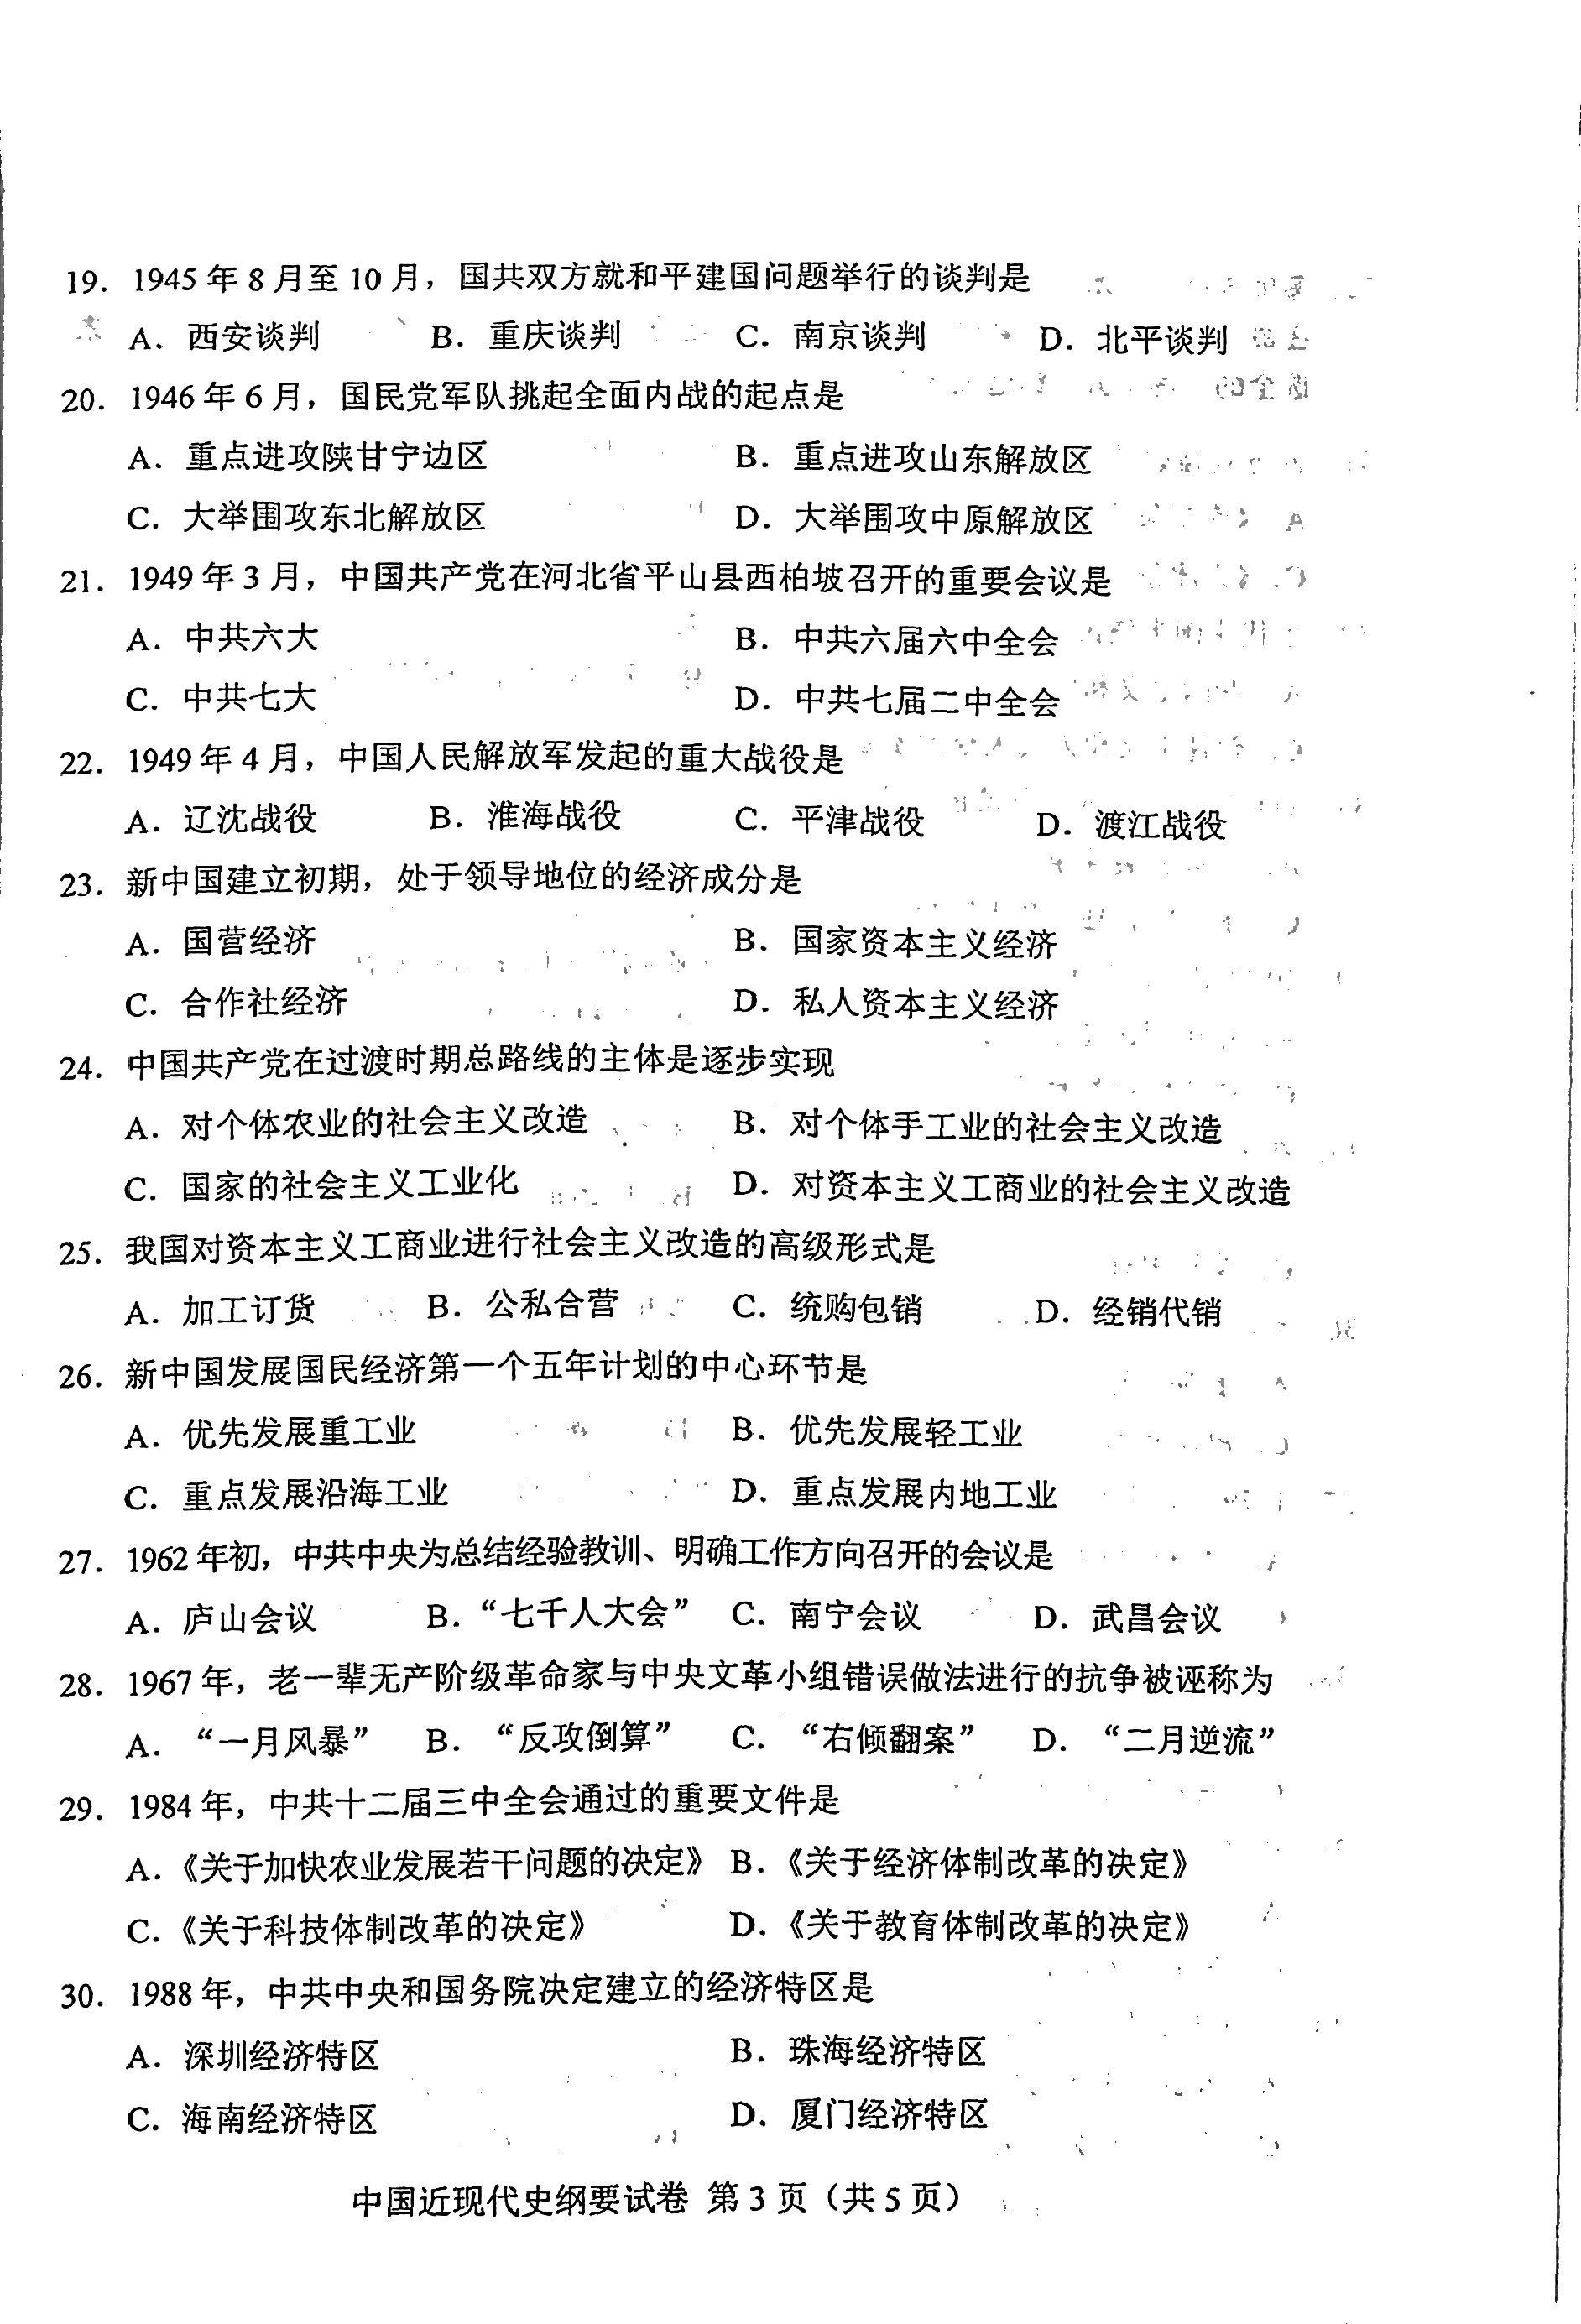 19. 1945 年 8 月至 10 月，国共双方就和平建国问题举行的谈判是
A. 西安谈判 B. 重庆谈判 C. 南京谈判 D. 北平谈判
20. 1946 年 6 月，国民党军队挑起全面内战的起点是
A. 重点进攻陕甘宁边区 B. 重点进攻山东解放区
C. 大举围攻东北解放区 D. 大举围攻中原解放区
21. 1949 年 3 月，中国共产党在河北省平山县西柏坡召开的重要会议是
A. 中共六大 B. 中共六届六中全会
C. 中共七大 D. 中共七届二中全会
22. 1949 年 4 月，中国人民解放军发起的重大战役是
A. 辽沈战役 B. 淮海战役 C. 平津战役 D. 渡江战役
23. 新中国建立初期，处于领导地位的经济成分是
A. 国营经济 B. 国家资本主义经济
C. 合作社经济 D. 私人资本主义经济
24. 中国共产党在过渡时期总路线的主体是逐步实现
A. 对个体农业的社会主义改造 B. 对个体手工业的社会主义改造
C. 国家的社会主义工业化 D. 对资本主义工商业的社会主义改造
25. 我国对资本主义工商业进行社会主义改造的高级形式是
A. 加工订货 B. 公私合营 C. 统购包销 D. 经销代销
26. 新中国发展国民经济第一个五年计划的中心环节是
A. 优先发展重工业 B. 优先发展轻工业
C. 重点发展沿海工业 D. 重点发展内地工业
27. 1962 年初，中共中央为总结经验教训、明确工作方向召开的会议是
A. 庐山会议 B. “七千人大会” C. 南宁会议 D. 武昌会议
28. 1967 年，老一辈无产阶级革命家与中央文革小组错误做法进行的抗争被诬称为
A. “一月风暴” B. “反攻倒算” C. “右倾翻案” D. “二月逆流”
29. 1984 年，中共十二届三中全会通过的重要文件是
A.《关于加快农业发展若干问题的决定》 B.《关于经济体制改革的决定》
C.《关于科技体制改革的决定》 D.《关于教育体制改革的决定》
30. 1988 年，中共中央和国务院决定建立的经济特区是
A. 深圳经济特区 B. 珠海经济特区
C. 海南经济特区 D. 厦门经济特区
中国近现代史纲要试卷 第 3 页（共 5 页）